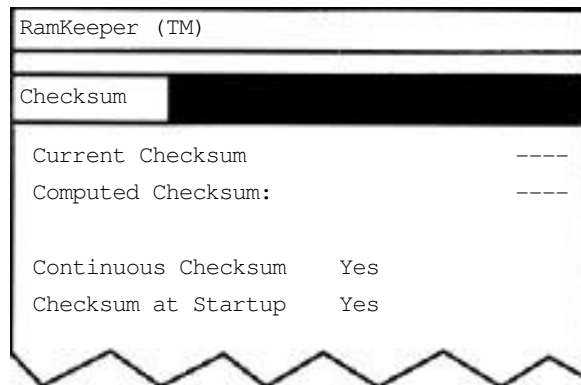 RamKeeper (TM)
Checksum
Current Checksum ----
Computed Checksum: ----
Continuous Checksum Yes
Checksum at Startup Yes